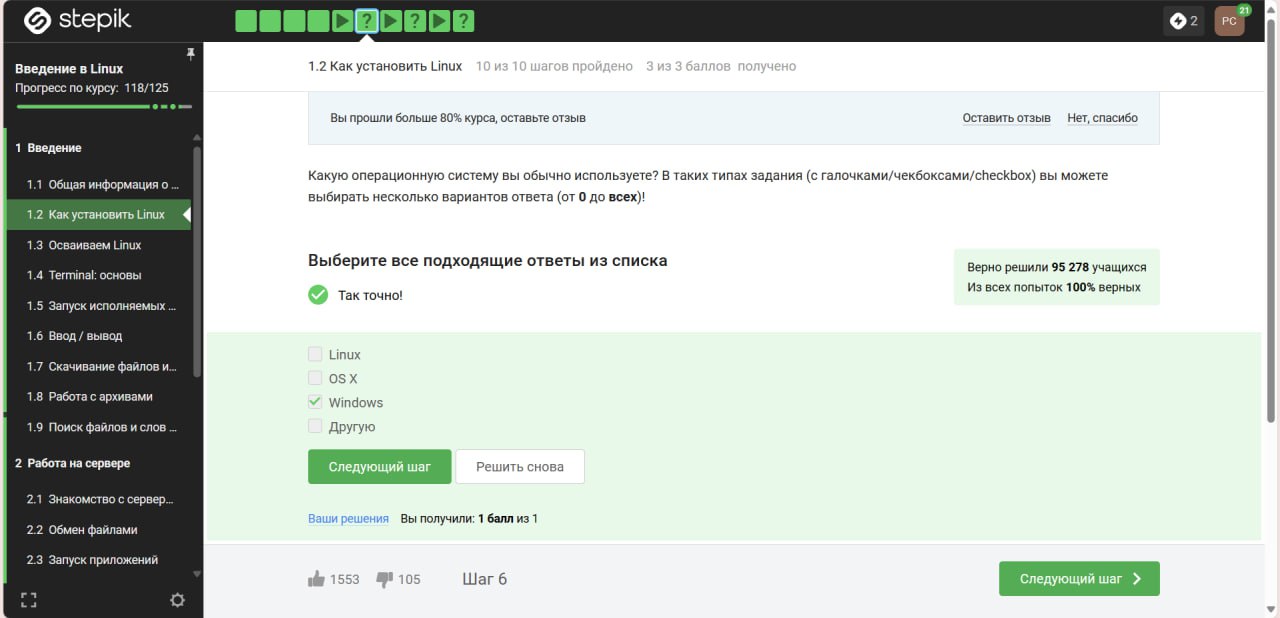 stepik
2
РС
21
Введение в Linux
Прогресс по курсу: 118/125
1.2 Как установить Linux 10 из 10 шагов пройдено 3 из 3 баллов получено
Вы прошли больше 80% курса, оставьте отзыв
Оставить отзыв Нет, спасибо
1 Введение
1.1 Общая информация о ...
1.2 Как установить Linux
1.3 Осваиваем Linux
1.4 Terminal: основы
1.5 Запуск исполняемых ...
1.6 Ввод / вывод
1.7 Скачивание файлов и...
1.8 Работа с архивами
1.9 Поиск файлов и слов ...
2 Работа на сервере
2.1 Знакомство с сервер...
2.2 Обмен файлами
2.3 Запуск приложений
Какую операционную систему вы обычно используете? В таких типах задания (с галочками/чекбоксами/checkbox) вы можете
выбирать несколько вариантов ответа (от 0 до всех)!
Выберите все подходящие ответы из списка
Так точно!
Верно решили 95 278 учащихся
Из всех попыток 100% верных
Linux
OS X
Windows
Другую
Следующий шаг
Решить снова
Ваши решения Вы получили: 1 балл из 1
1553 105 Шаг 6
Следующий шаг